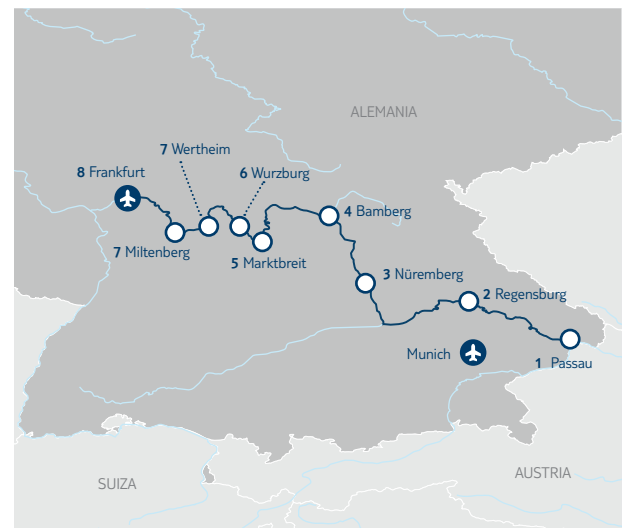 ALEMANIA
7 Wertheim
8 Frankfurt
6 Wurzburg
4 Bamberg
7 Miltenberg
5 Marktbreit
3 Nüremberg
2 Regensburg
Munich
1 Passau
AUSTRIA
SUIZA